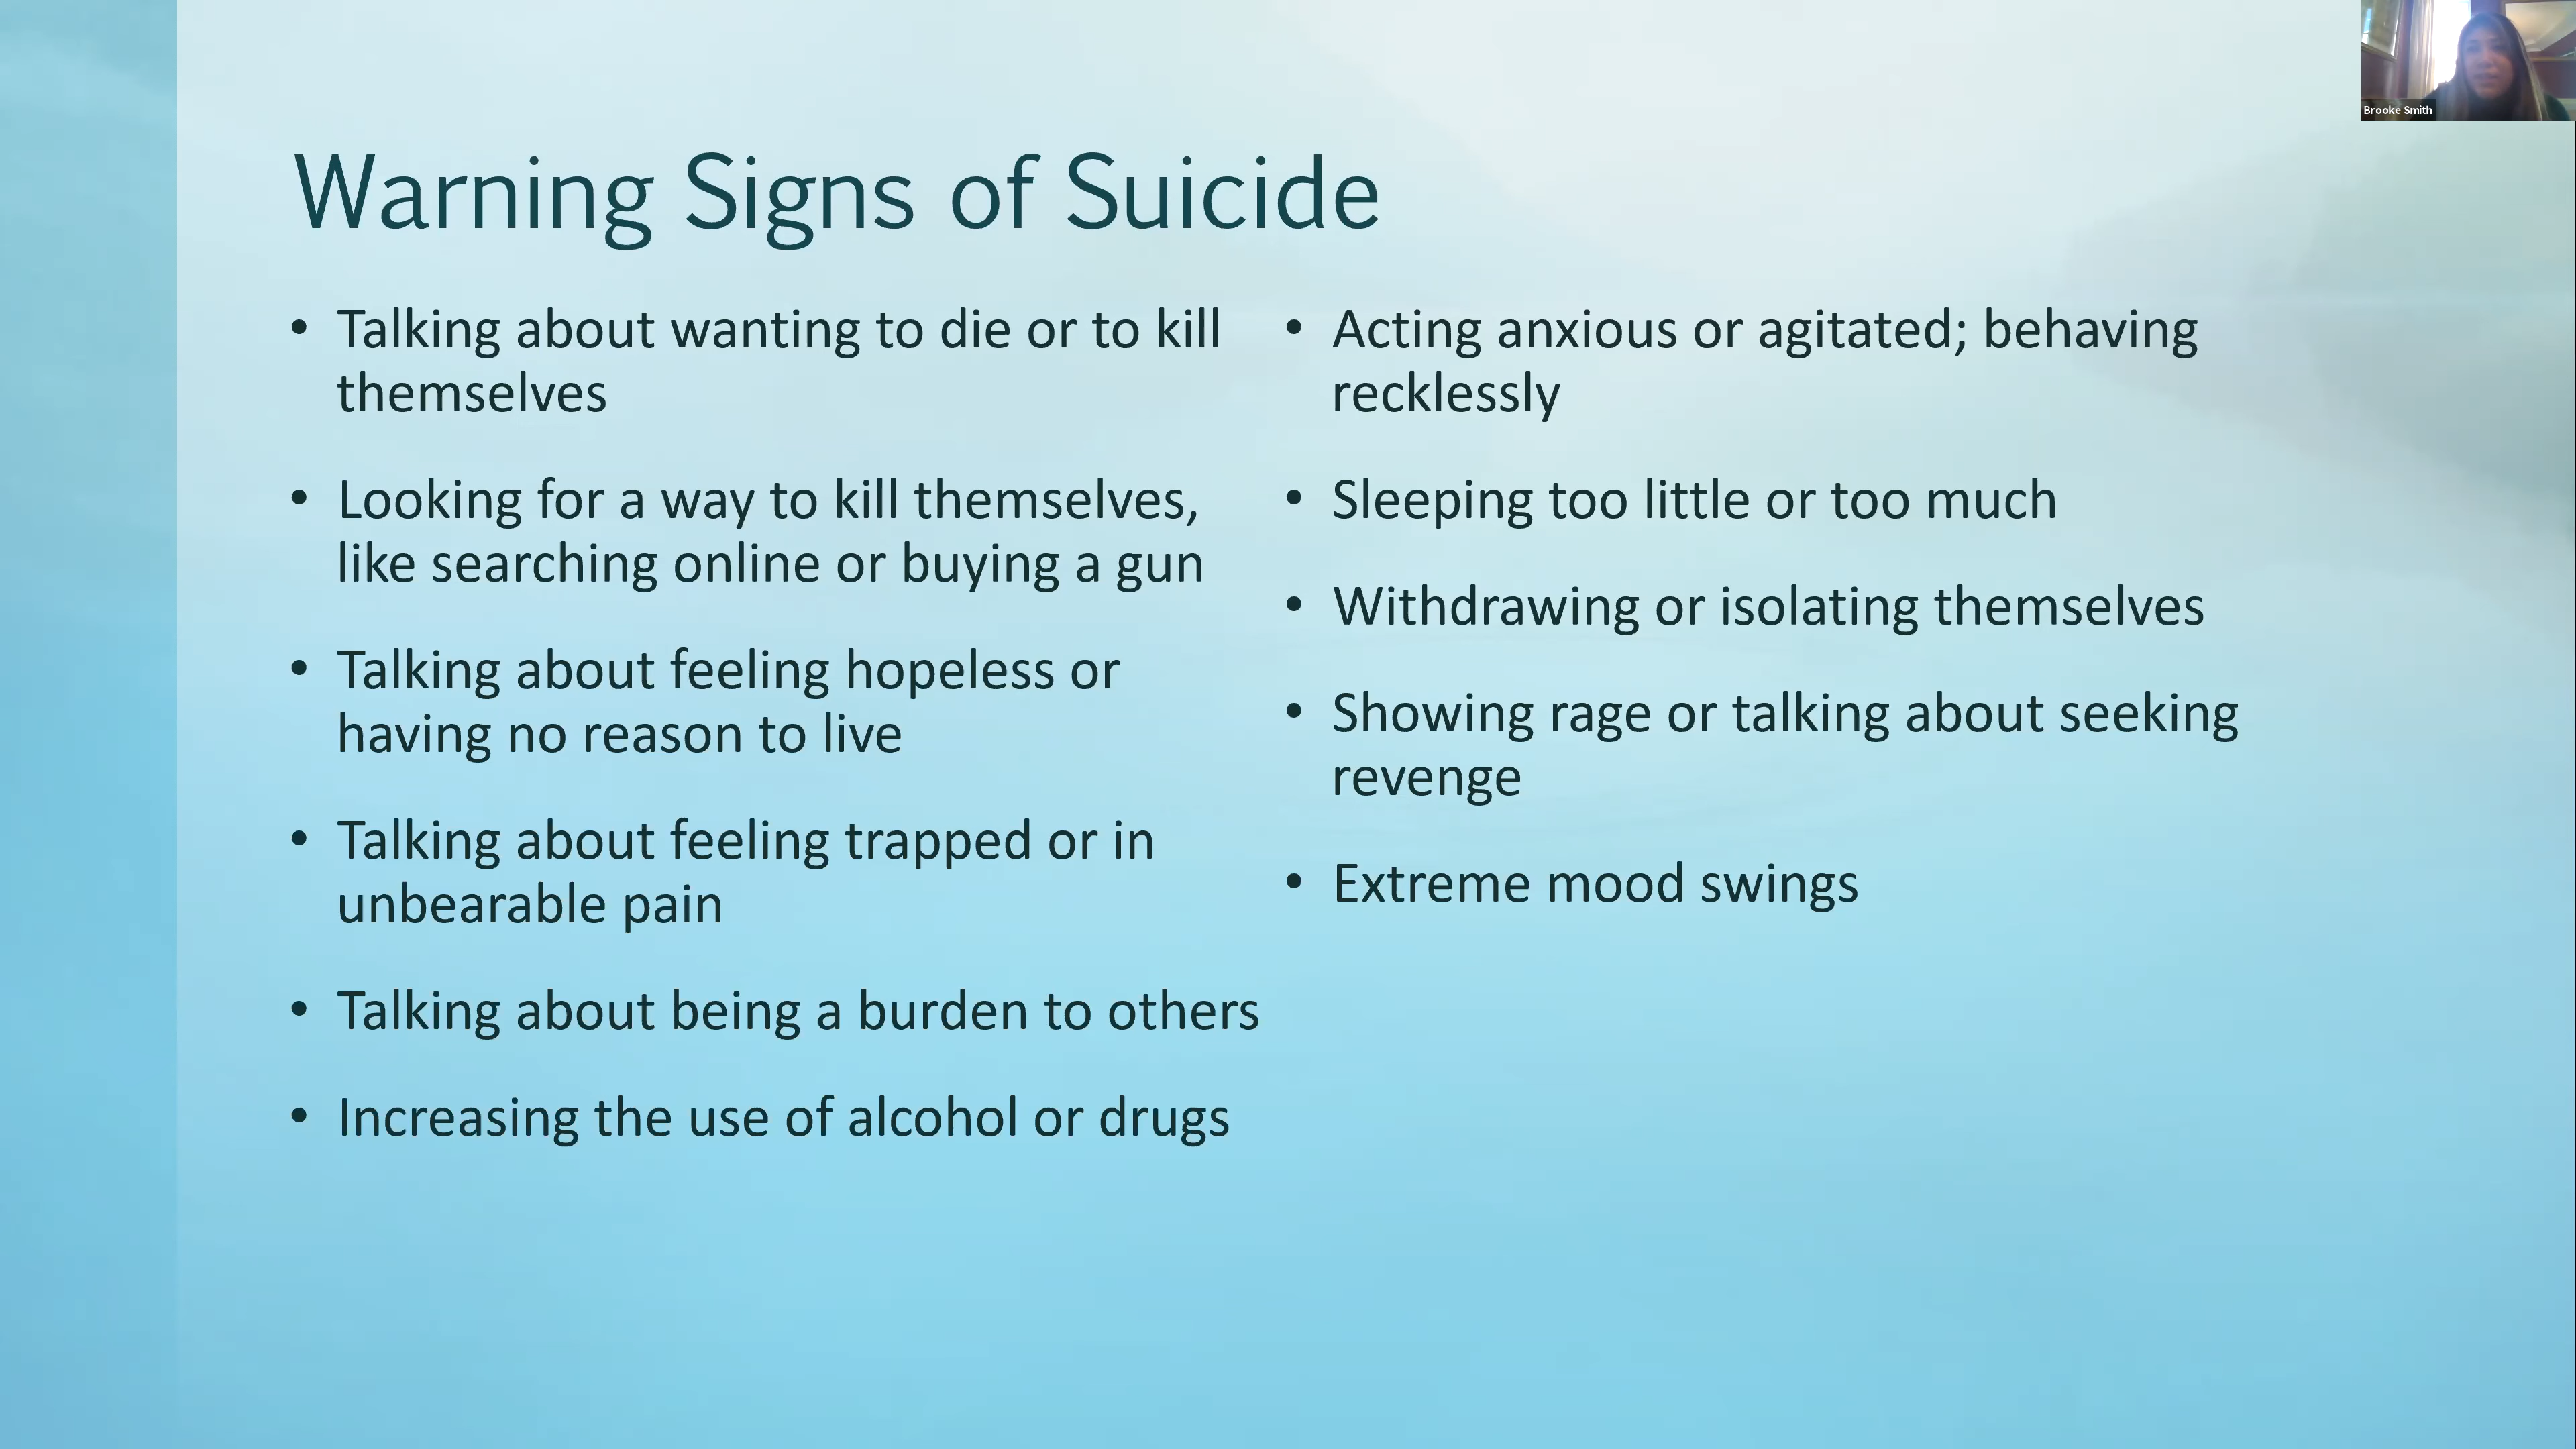 Brooke Smith
Warning Signs of Suicide
• Talking about wanting to die or to kill
themselves
• Looking for a way to kill themselves,
like searching online or buying a gun
• Talking about feeling hopeless or
having no reason to live
• Talking about feeling trapped or in
unbearable pain
• Talking about being a burden to others
• Increasing the use of alcohol or drugs
• Acting anxious or agitated; behaving
recklessly
• Sleeping too little or too much
• Withdrawing or isolating themselves
• Showing rage or talking about seeking
revenge
• Extreme mood swings